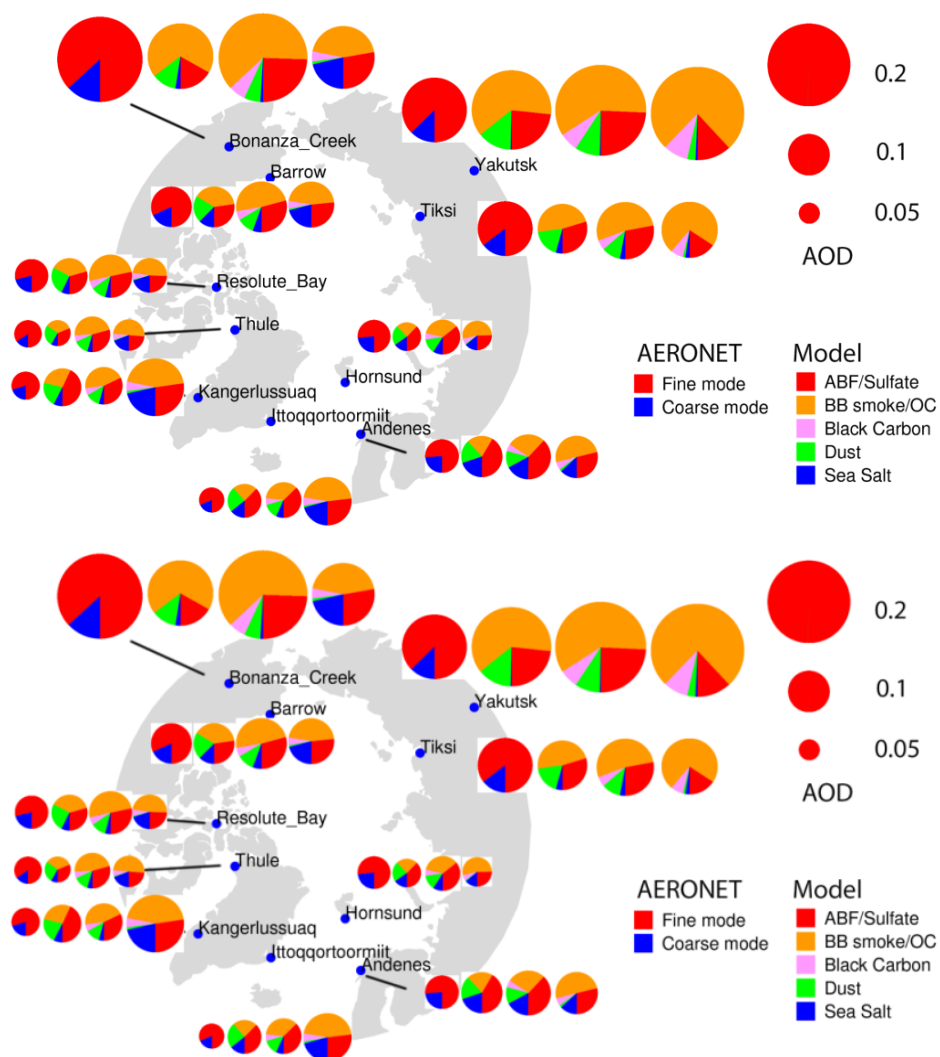 0.2
Bonanza_Creek
Yakutsk
0.1
Barrow
Tiksi
0.05
AOD
Resolute_Bay
Thule
AERONET
Model
Fine mode
ABF/Sulfate
Hornsund
Coarse mode
BB smoke/OC
Kangerlussuaq
Black Carbon
Ittoqqortoormiit
Andenes
Dust
Sea Salt
0.2
Bonanza_Creek
Yakutsk
0.1
Barrow
Tiksi
0.05
AOD
Resolute_Bay
Thule
AERONET
Model
Fine mode
ABF/Sulfate
Hornsund
Coarse mode
BB smoke/OC
Kangerlussuaq
Black Carbon
Ittoqqortoormiit
Andenes
Dust
Sea Salt